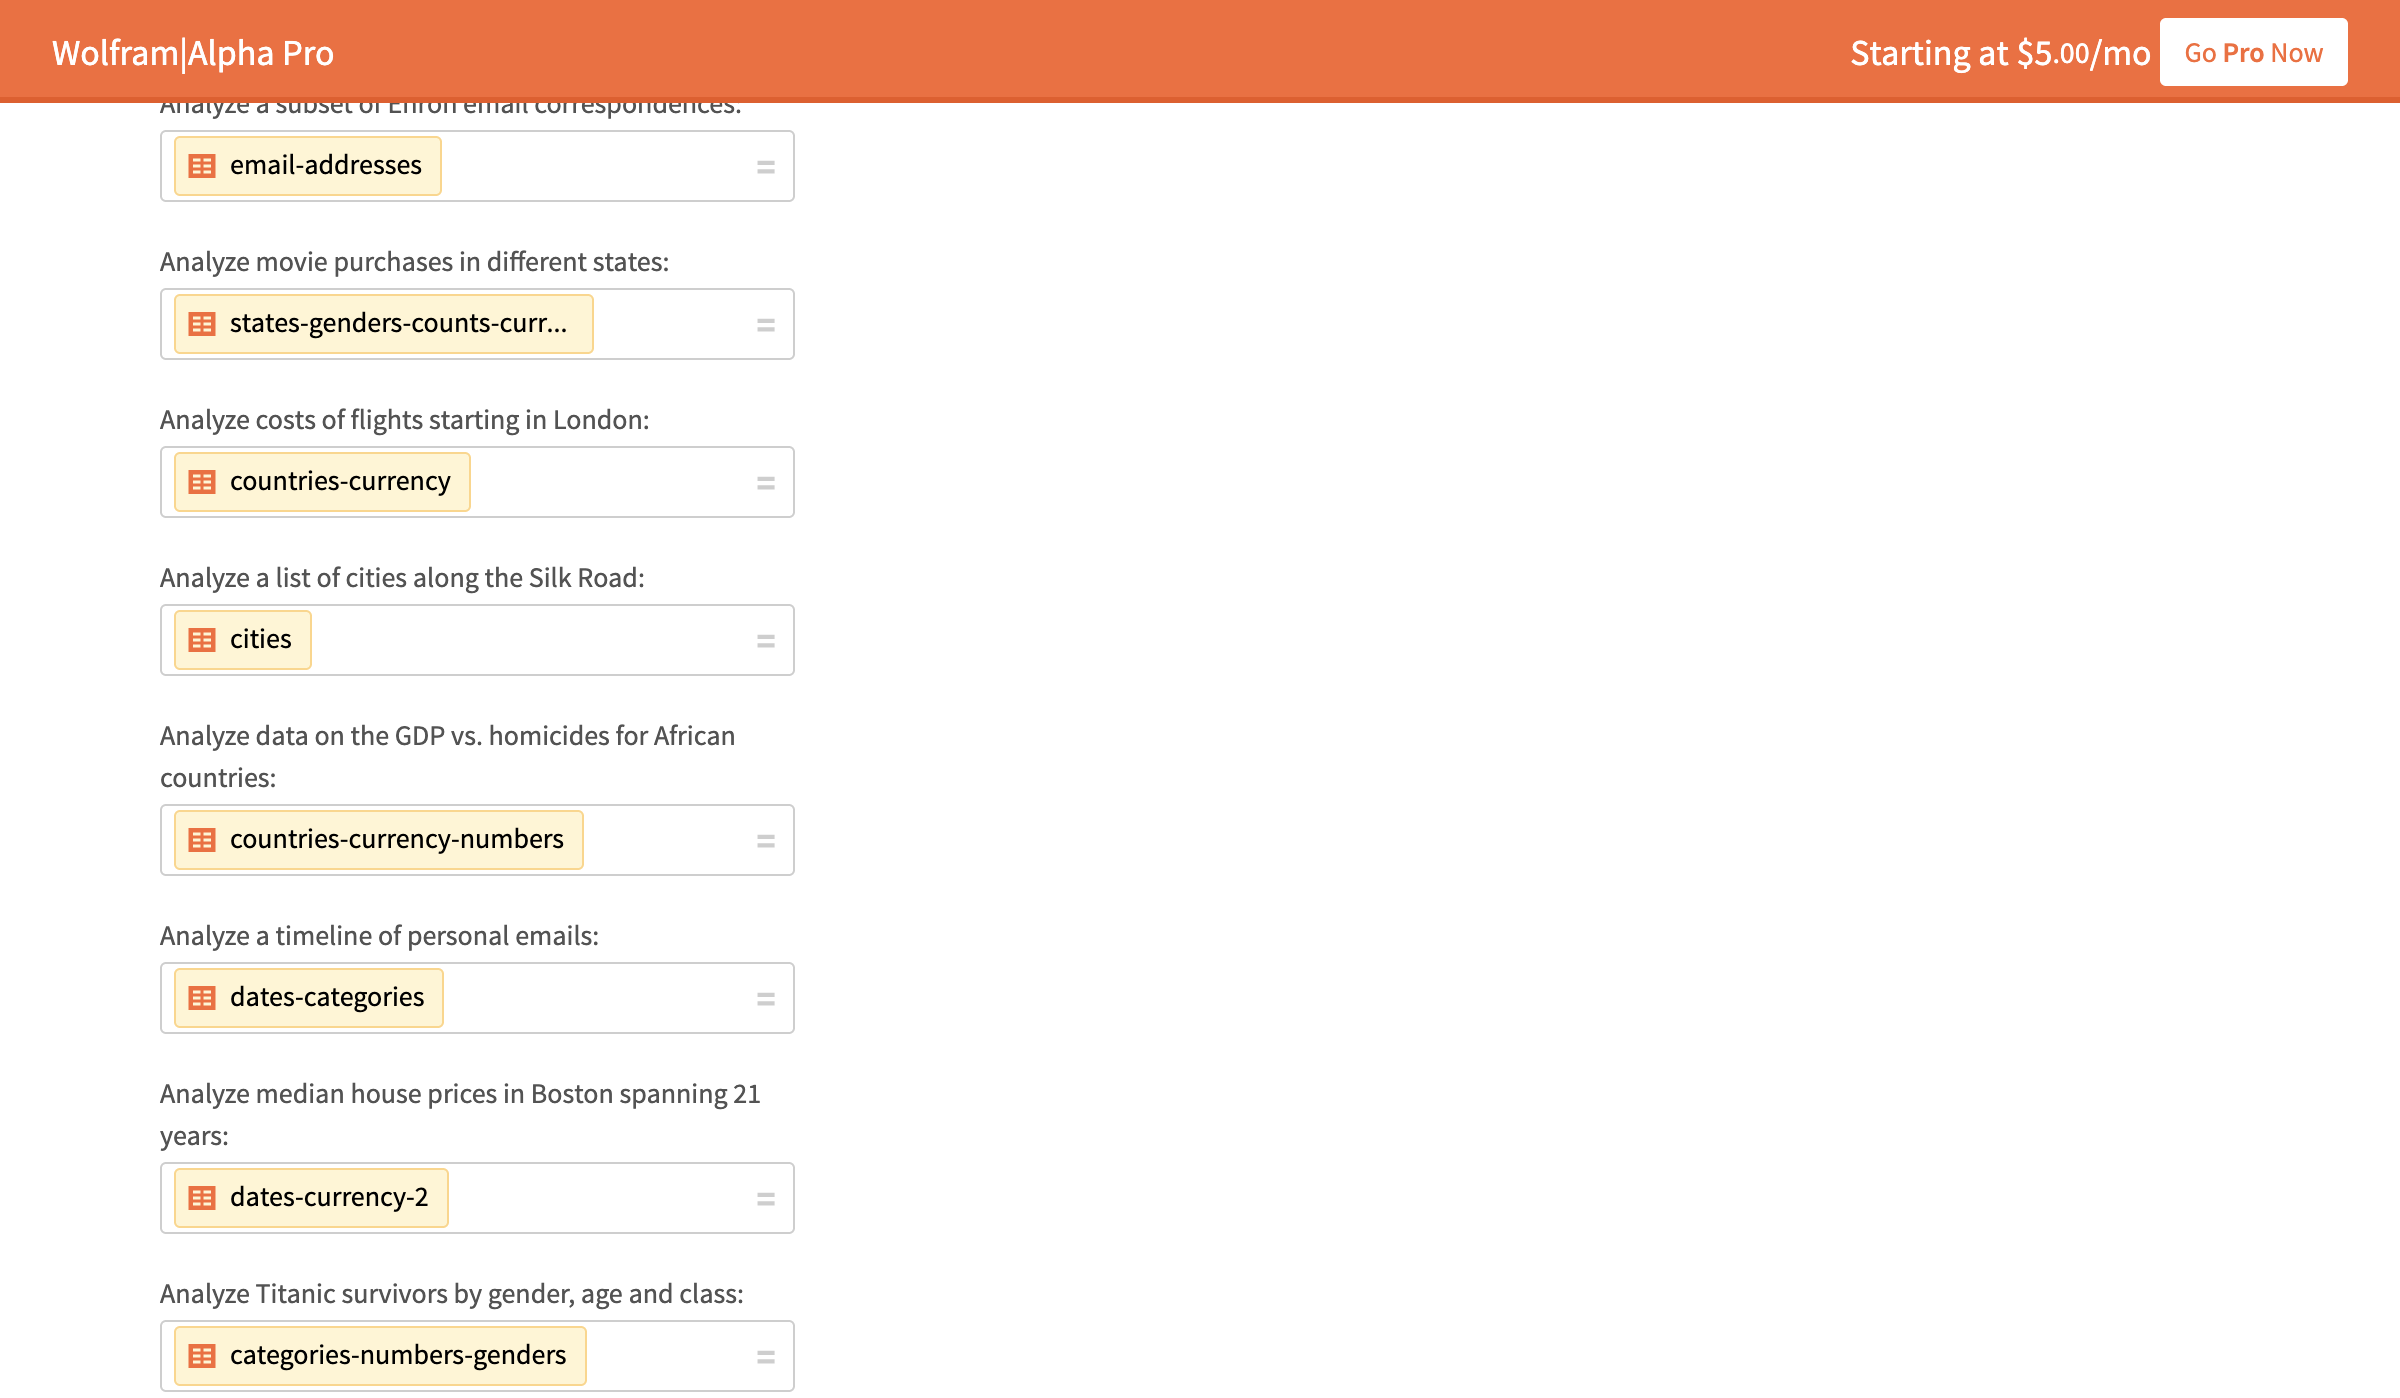 Wolfram|Alpha Pro
Starting at $5.00/mo
Go Pro Now
Analyze a subset of Enron email correspondences:
email-addresses
=
Analyze movie purchases in different states:
states-genders-counts-curr...
=
Analyze costs of flights starting in London:
countries-currency
=
Analyze a list of cities along the Silk Road:
cities
=
Analyze data on the GDP vs. homicides for African
countries:
countries-currency-numbers
=
Analyze a timeline of personal emails:
dates-categories
=
Analyze median house prices in Boston spanning 21
years:
dates-currency-2
=
Analyze Titanic survivors by gender, age and class:
categories-numbers-genders
=